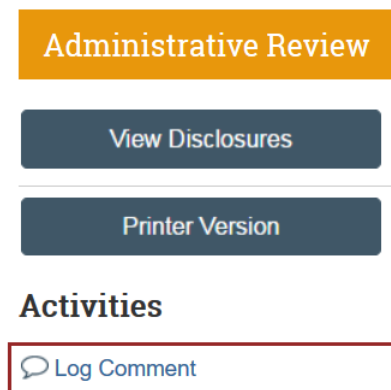 Administrative Review
View Disclosures
Printer Version
Activities
Log Comment